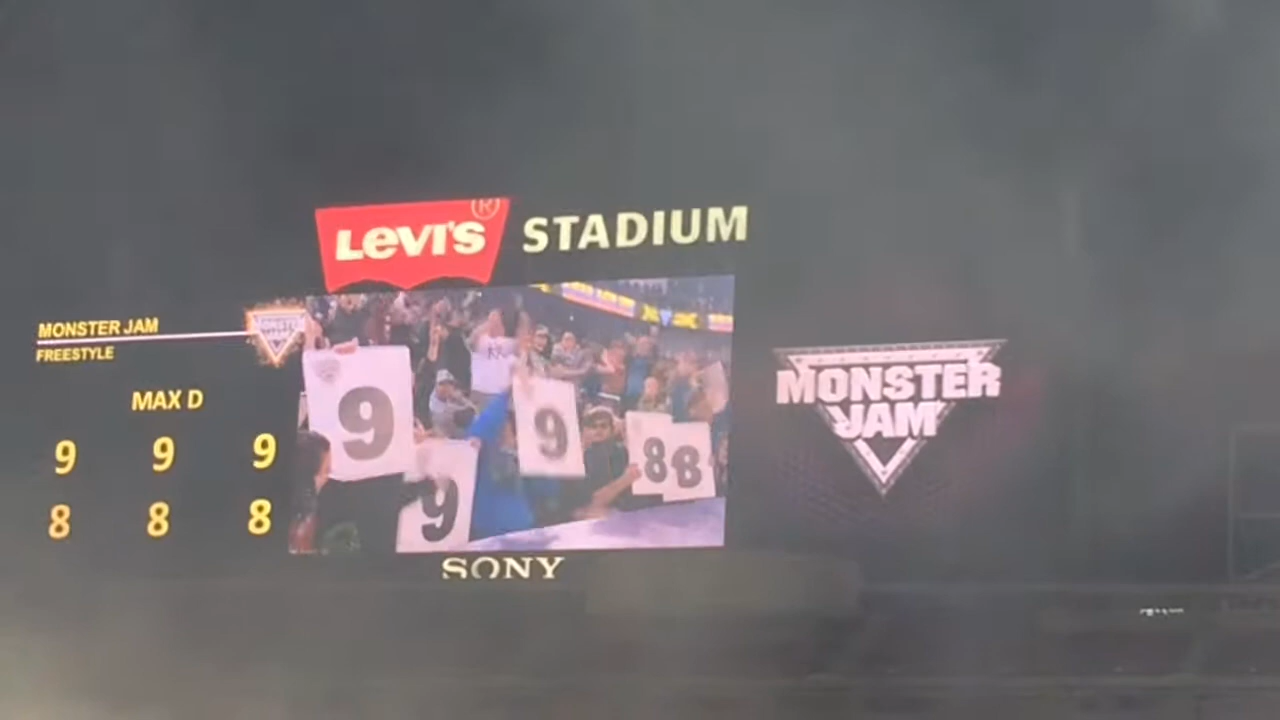 LEVI'S® STADIUM
MONSTER JAM
FREESTYLE
MAX D
9 9 9
8 8 8
9
9
9
8
8
MONSTER
JAM
SONY